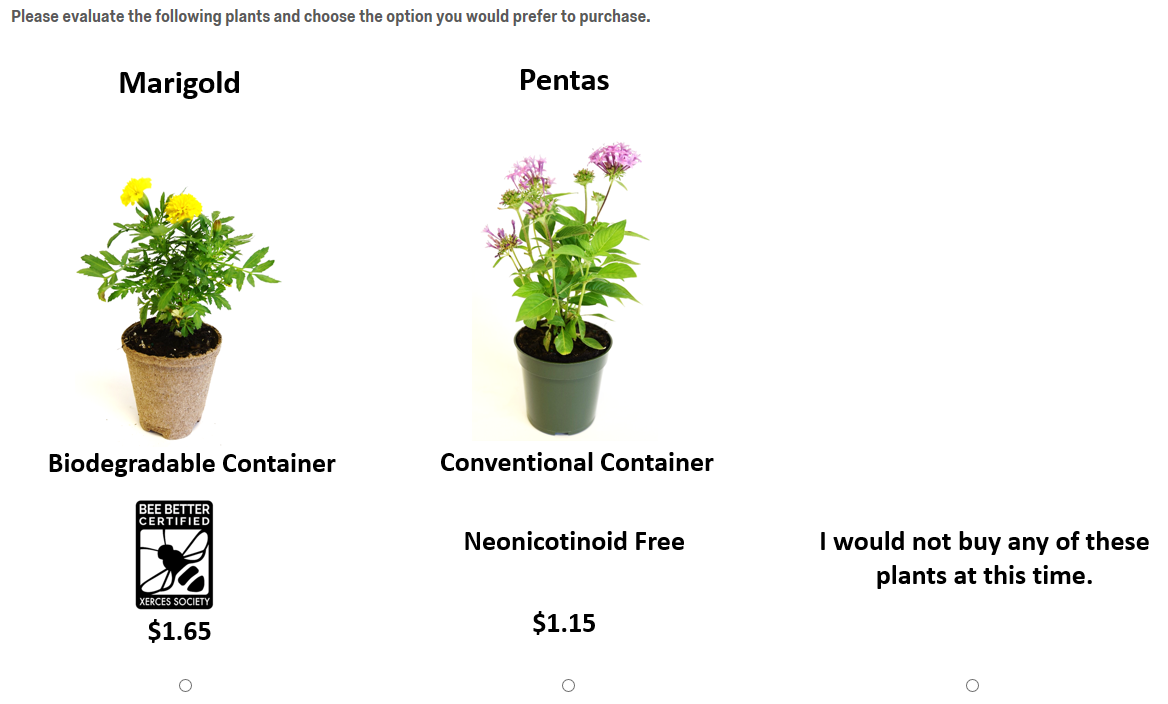 Please evaluate the following plants and choose the option you would prefer to purchase.
Marigold
Pentas
Biodegradable Container
Conventional Container
BEE BETTER
CERTIFIED
XERCES SOCIETY
Neonicotinoid Free
I would not buy any of these
plants at this time.
$1.65
$1.15